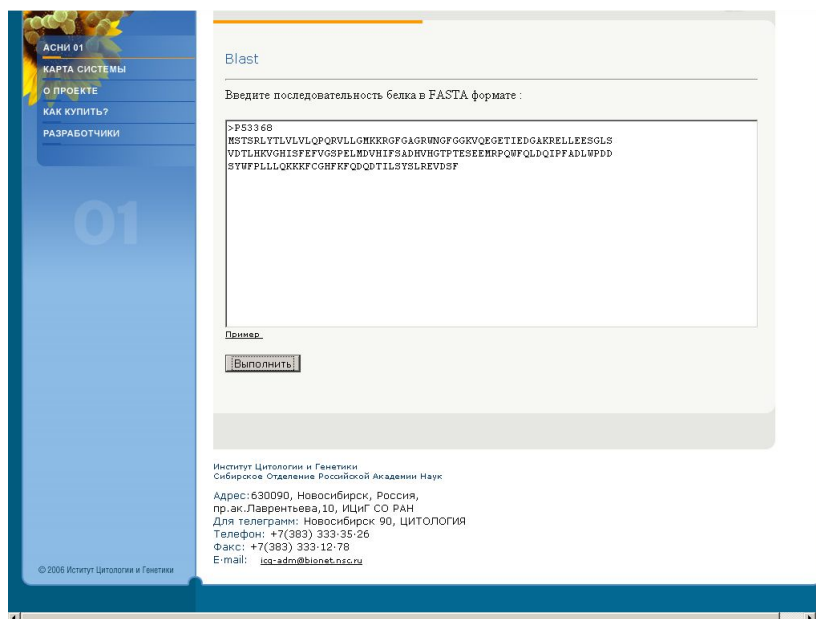 АСНИ 01
КАРТА СИСТЕМЫ
О ПРОЕКТЕ
КАК КУПИТЬ?
РАЗРАБОТЧИКИ
01
Blast
Введите последовательность белка в FASTA формате :
>P53368
MSTSRLYTLVLVLQPQRVLLGMKKRGFGAGRWNGFGGKVQEGETIEDGAKRELLEESGLS
VDTLHKVGHISFEFVGSPELMDVHIFSADHVHGTPTESEEMRPQWFQLDQIPFADLWPDD
SYWFPLLLQKKKFCGHFKFQDQDTILSYSLREVDSF
Пример
Выполнить
Иститут Цитологии и Генетики
Сибирское Отделение Российской Академии Наук
Адрес:630090, Новосибирск, Россия,
пр.ак.Лаврентьева,10, ИЦиГ СО РАН
Для телеграмм: Новосибирск 90, ЦИТОЛОГИЯ
Телефон: +7(383) 333-35-26
Факс: +7(383) 333-12-78
E-mail: icg-adm@bionet.nsc.ru
© 2006 Иститут Цитологии и Генетики